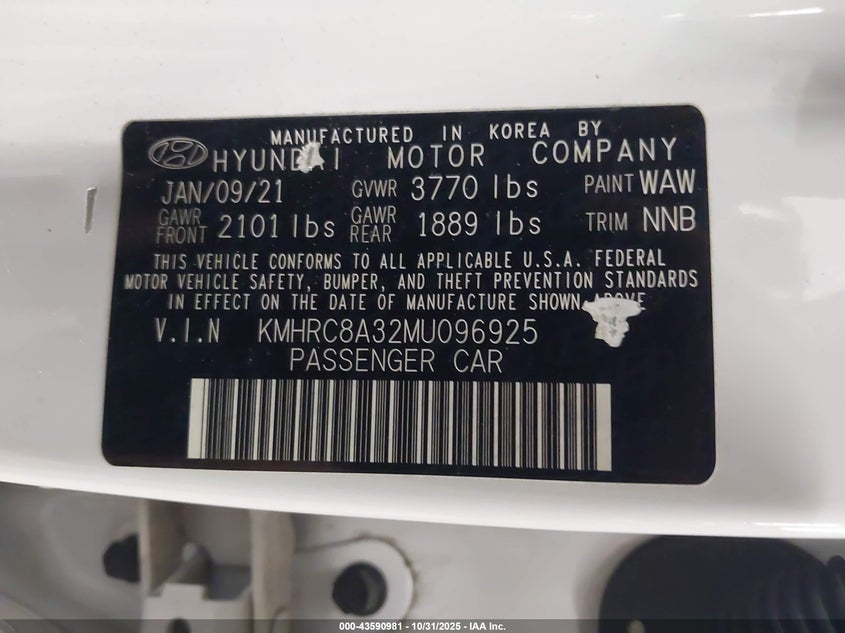 MANUFACTURED IN KOREA BY
HYUNDAI MOTOR COMPANY
JAN/09/21 GVWR 3770 lbs PAINT WAW
GAWR FRONT 2101 lbs GAWR REAR 1889 lbs TRIM NNB
THIS VEHICLE CONFORMS TO ALL APPLICABLE U.S.A. FEDERAL
MOTOR VEHICLE SAFETY, BUMPER, AND THEFT PREVENTION STANDARDS
IN EFFECT ON THE DATE OF MANUFACTURE SHOWN ABOVE
V.I.N KMHRC8A32MU096925
PASSENGER CAR
000-43590981 - 10/31/2025 - IAA Inc.